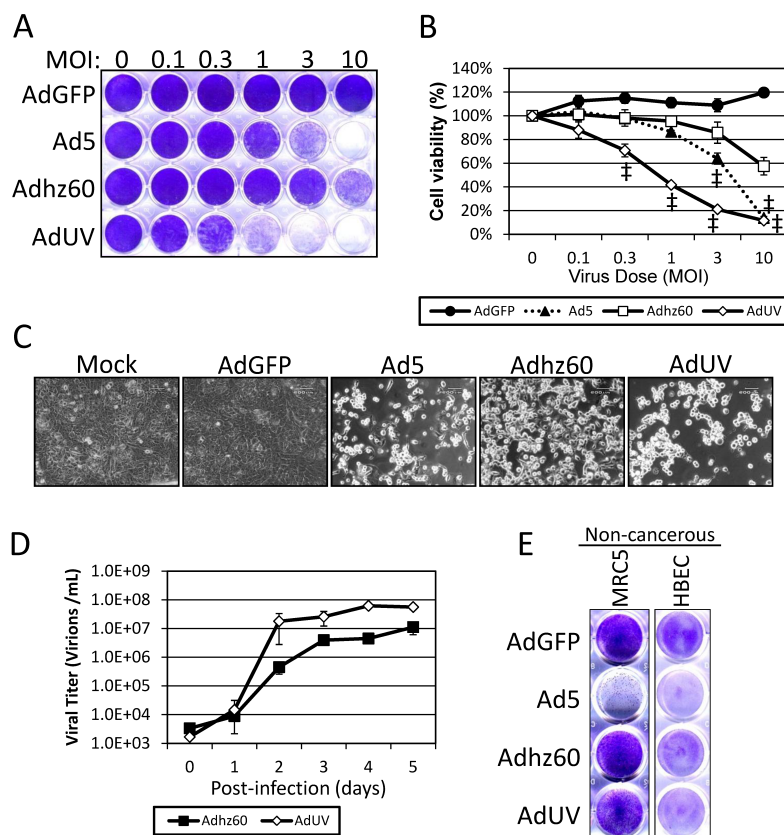 A
MOI: 0 0.1 0.3 1 3 10
AdGFP
Ad5
Adhz60
AdUV
B
140%
120%
100%
80%
60%
40%
20%
0%
Cell viability (%)
‡ ‡ ‡ ‡ ‡ ‡
0 0.1 0.3 1 3 10
Virus Dose (MOI)
AdGFP Ad5 Adhz60 AdUV
C
Mock AdGFP Ad5 Adhz60 AdUV
D
1.0E+09
1.0E+08
1.0E+07
1.0E+06
1.0E+05
1.0E+04
1.0E+03
Viral Titer (Virions /mL)
0 1 2 3 4 5
Post-infection (days)
Adhz60 AdUV
E
Non-cancerous
MRC5 HBEC
AdGFP
Ad5
Adhz60
AdUV